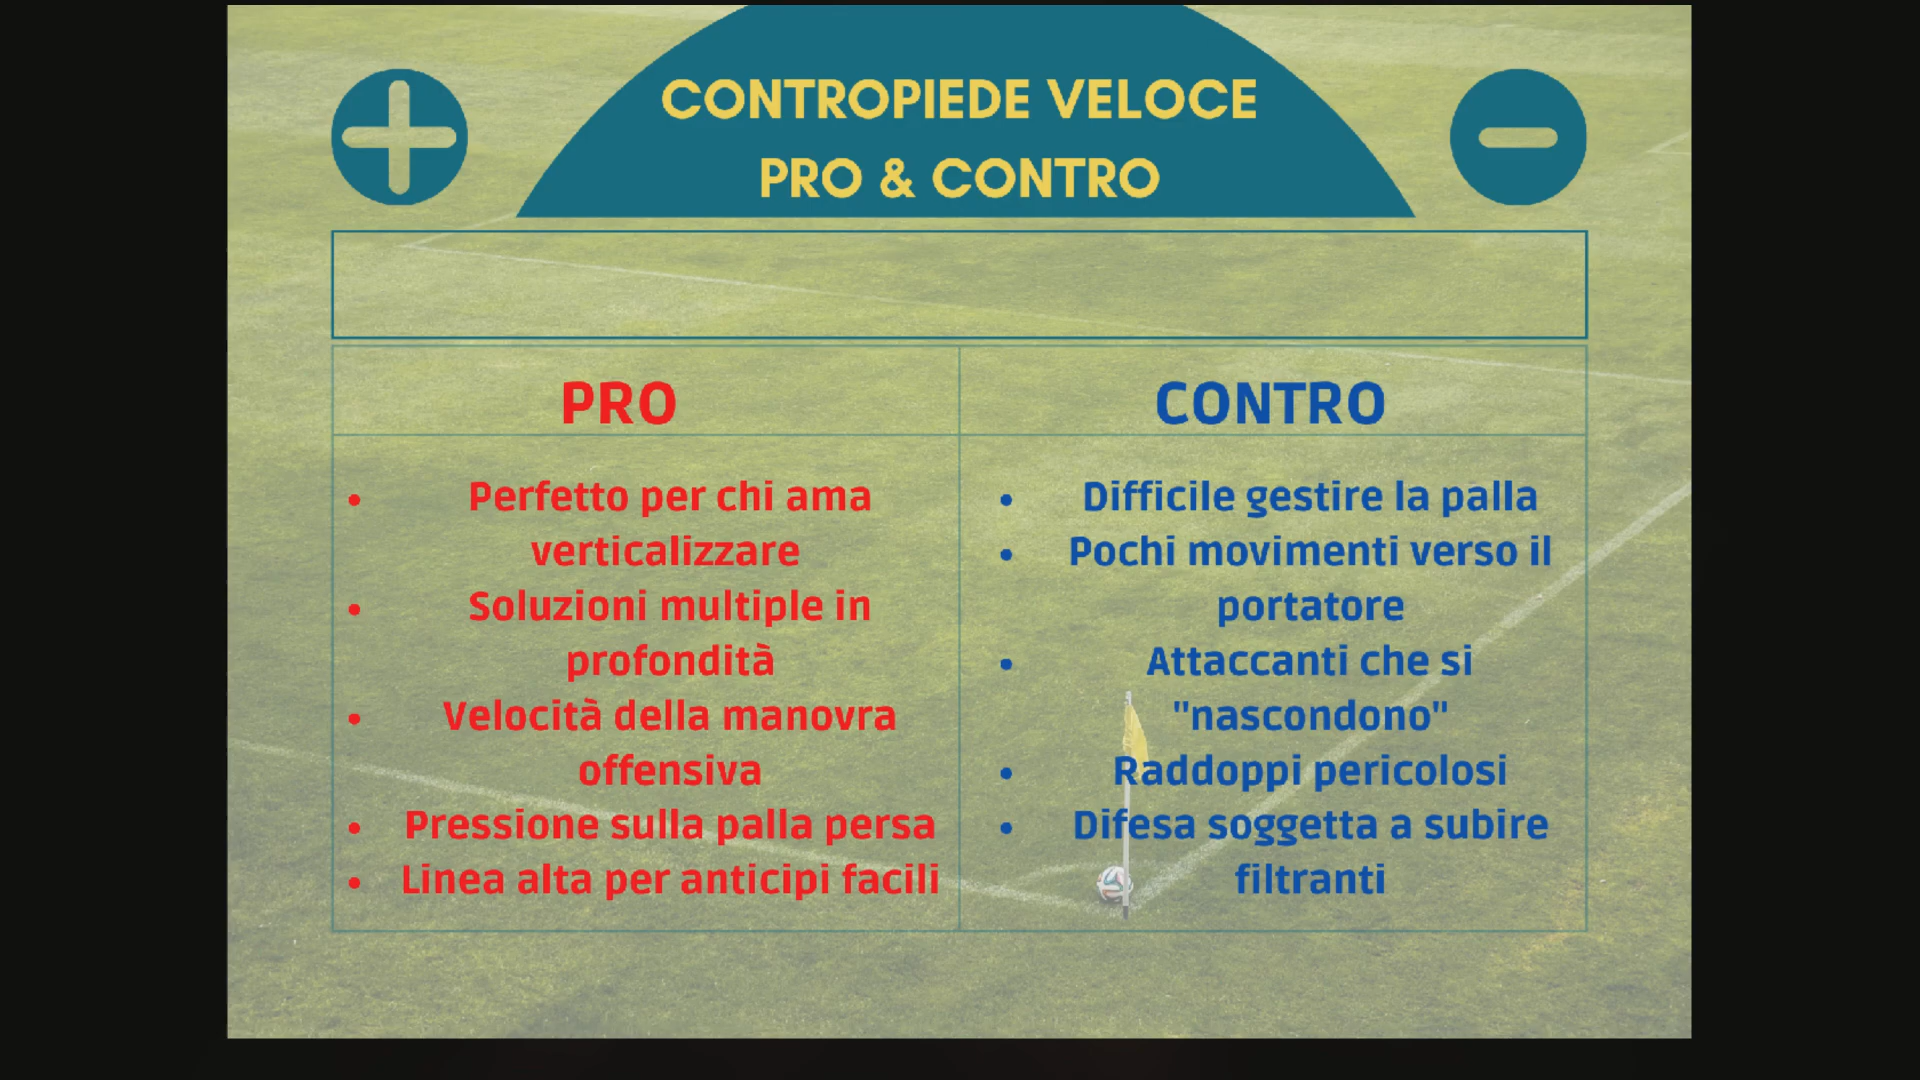 CONTROPIEDE VELOCE
PRO & CONTRO
PRO
Perfetto per chi ama
verticalizzare
Soluzioni multiple in
profondità
Velocità della manovra
offensiva
Pressione sulla palla persa
Linea alta per anticipi facili
CONTRO
Difficile gestire la palla
Pochi movimenti verso il
portatore
Attaccanti che si
"nascondono"
Raddoppi pericolosi
Difesa soggetta a subire
filtranti